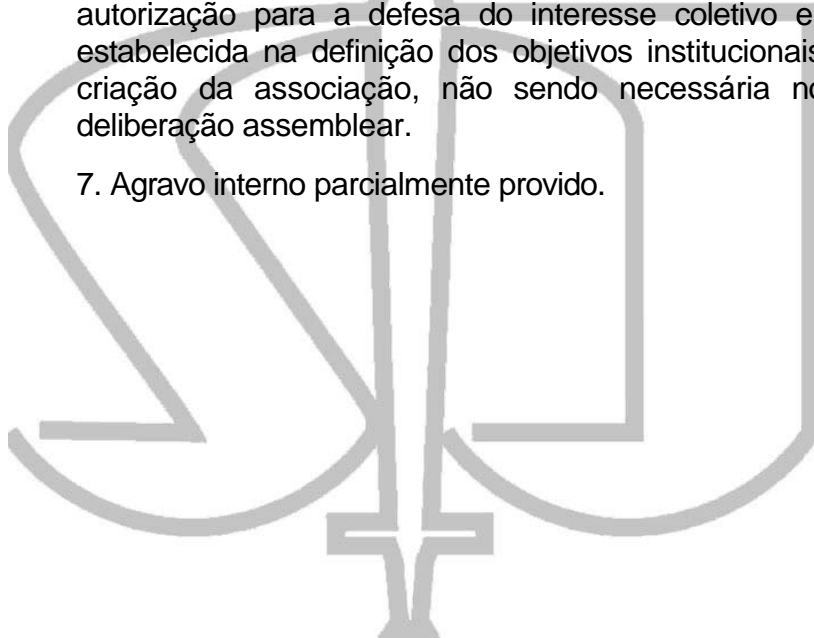 autorização para a defesa do interesse coletivo e
estabelecida na definição dos objetivos institucionais
criação da associação, não sendo necessária
deliberação assemblear.
7. Agravo interno parcialmente provido.